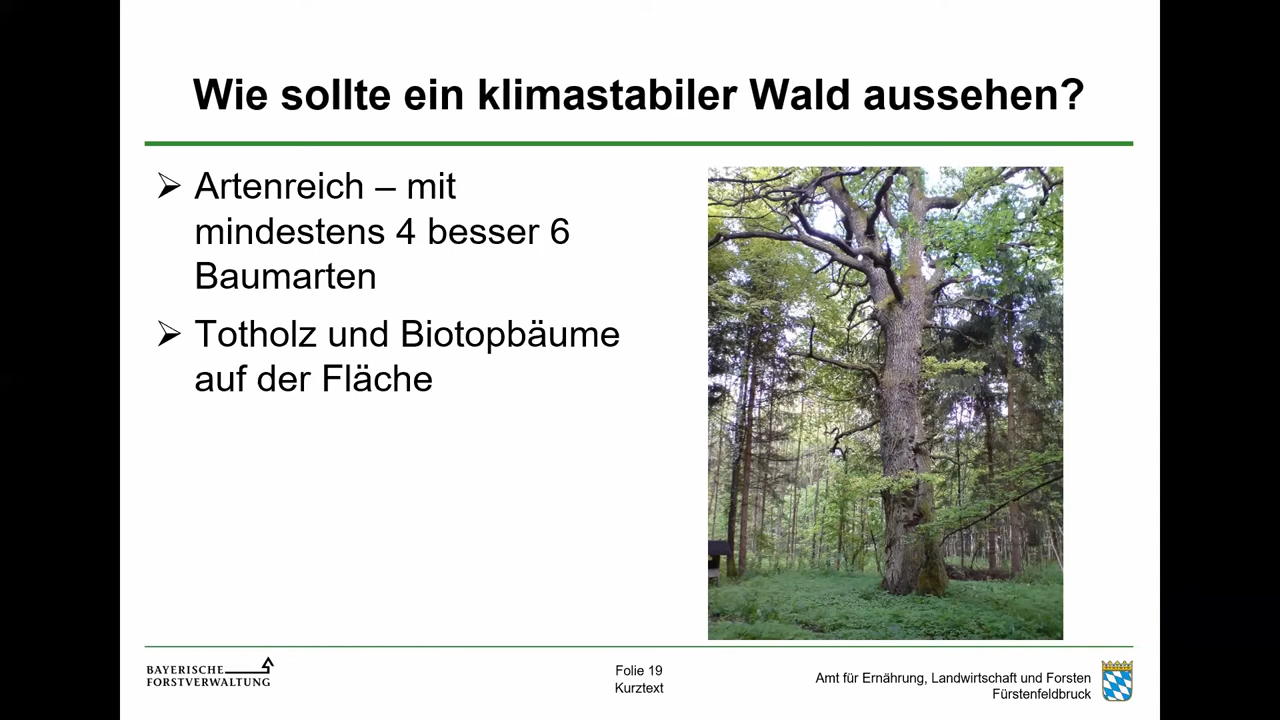 Wie sollte ein klimastabiler Wald aussehen?
➢ Artenreich – mit
mindestens 4 besser 6
Baumarten
➢ Totholz und Biotopbäume
auf der Fläche
BAYERISCHE
FORSTVERWALTUNG
Folie 19
Kurztext
Amt für Ernährung, Landwirtschaft und Forsten
Fürstenfeldbruck